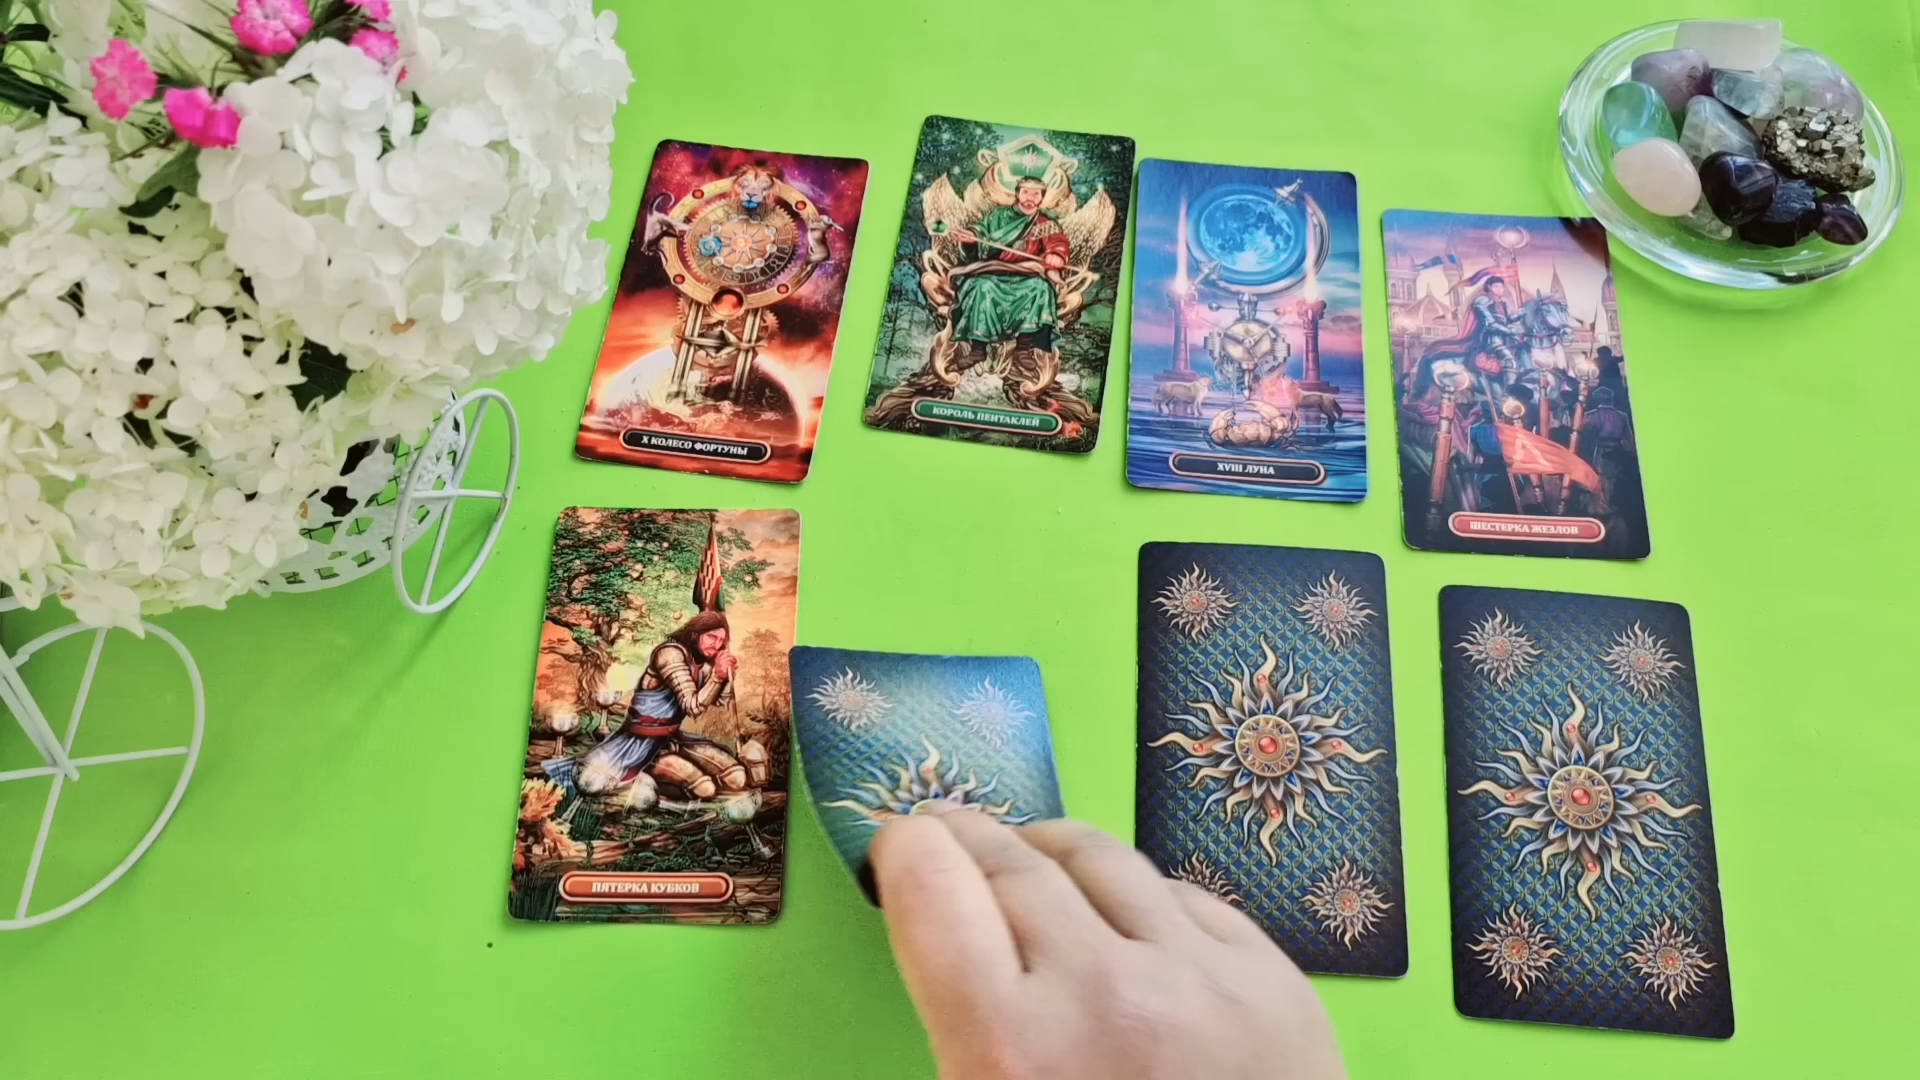 X КОЛЕСО ФОРТУНЫ
КОРОЛЬ ПЕНТАКЛЕЙ
XVIII ЛУНА
ШЕСТЕРКА ЖЕЗЛОВ
ПЯТЕРКА КУБКОВ